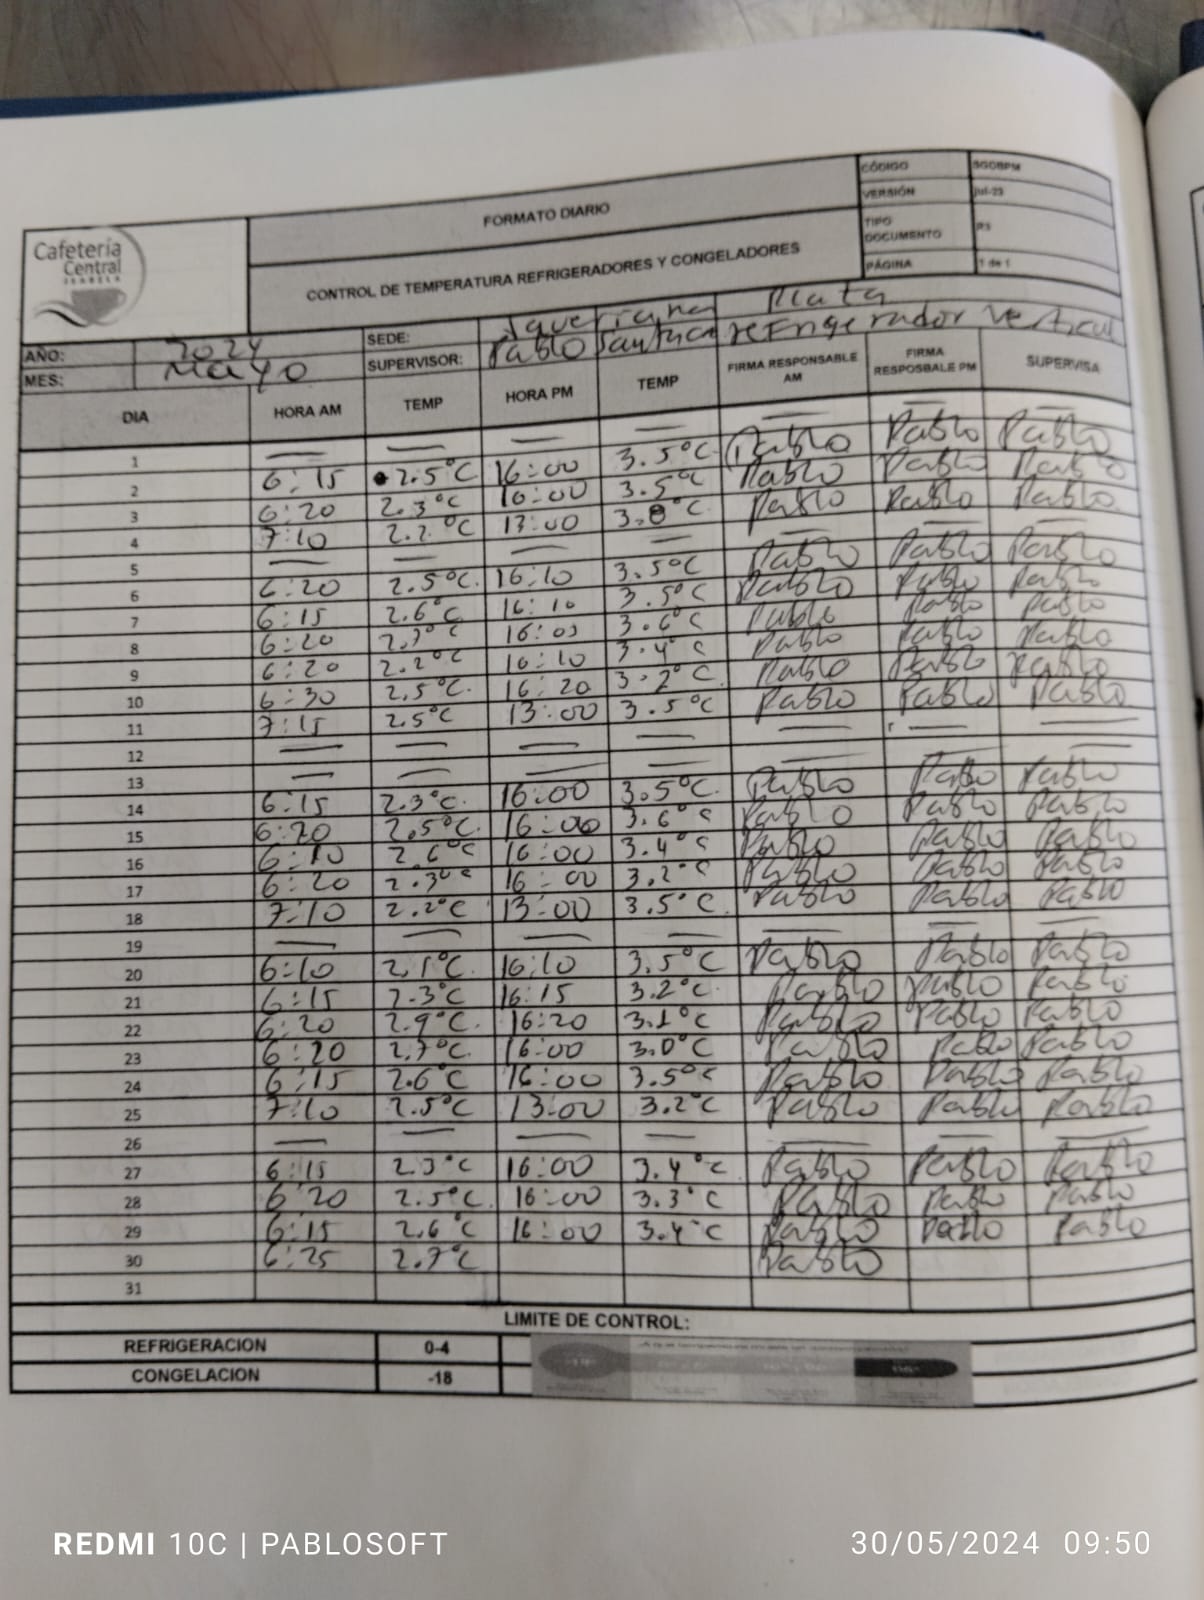 Cafetería
Central
ISABELA
FORMATO DIARIO
CONTROL DE TEMPERATURA REFRIGERADORES Y CONGELADORES
CÓDIGO SGCBPM
VERSIÓN jul-23
TIPO DOCUMENTO
PÁGINA 1 de 1
AÑO: 2024 SEDE: Javeriana Plata
MES: Mayo SUPERVISOR: Pablo refrigerador vertical
DIA HORA AM TEMP HORA PM TEMP FIRMA RESPONSABLE AM FIRMA RESPOSBALE PM SUPERVISA
1 — — — — — — —
2 6:15 2.5°C 16:00 3.5°C Pablo Pablo Pablo
3 6:20 2.3°C 16:00 3.5°C Pablo Pablo Pablo
4 7:10 2.2°C 13:00 3.8°C Pablo Pablo Pablo
5 — — — — — — —
6 6:20 2.5°C. 16:10 3.5°C Pablo Pablo Pablo
7 6:15 2.6°C 16:10 3.5°C Pablo Pablo Pablo
8 6:20 16:05 3.6°C Pablo Pablo Pablo
9 6:20 2.2°C 16:10 3.4°C Pablo Pablo Pablo
10 6:30 2.5°C. 16:20 3.2°C Pablo Pablo Pablo
11 7:15 2.5°C 13:00 3.5°C Pablo Pablo Pablo
12 — — — — — — —
13 — — — — — — —
14 6:15 2.3°C. 16:00 3.5°C. Pablo Pablo Pablo
15 6:20 2.5°C. 16:00 3.6°C Pablo Pablo Pablo
16 6:10 2.6°C 16:00 3.4°C Pablo Pablo Pablo
17 6:20 2.3°C 16:00 3.2°C Pablo Pablo Pablo
18 7:10 2.2°C 13:00 3.5°C Pablo Pablo Pablo
19 — — — — — — —
20 6:10 2.1°C. 16:10 3.5°C Pablo Pablo Pablo
21 6:15 2.3°C 16:15 3.2°C. Pablo Pablo Pablo
22 6:20 2.9°C. 16:20 3.1°C Pablo Pablo Pablo
23 6:20 2.7°C. 16:00 3.0°C Pablo Pablo Pablo
24 6:15 2.6°C 16:00 3.5°C Pablo Pablo Pablo
25 7:10 2.5°C 13:00 3.2°C Pablo Pablo Pablo
26 — — — — — — —
27 6:15 2.3°C 16:00 3.4°C Pablo Pablo Pablo
28 6:20 2.5°C. 16:00 3.3°C Pablo Pablo Pablo
29 6:15 2.6°C 16:00 3.4°C Pablo Pablo Pablo
30 6:25 2.7°C Pablo
31
LIMITE DE CONTROL:
REFRIGERACION 0-4
CONGELACION -18
REDMI 10C | PABLOSOFT
30/05/2024 09:50